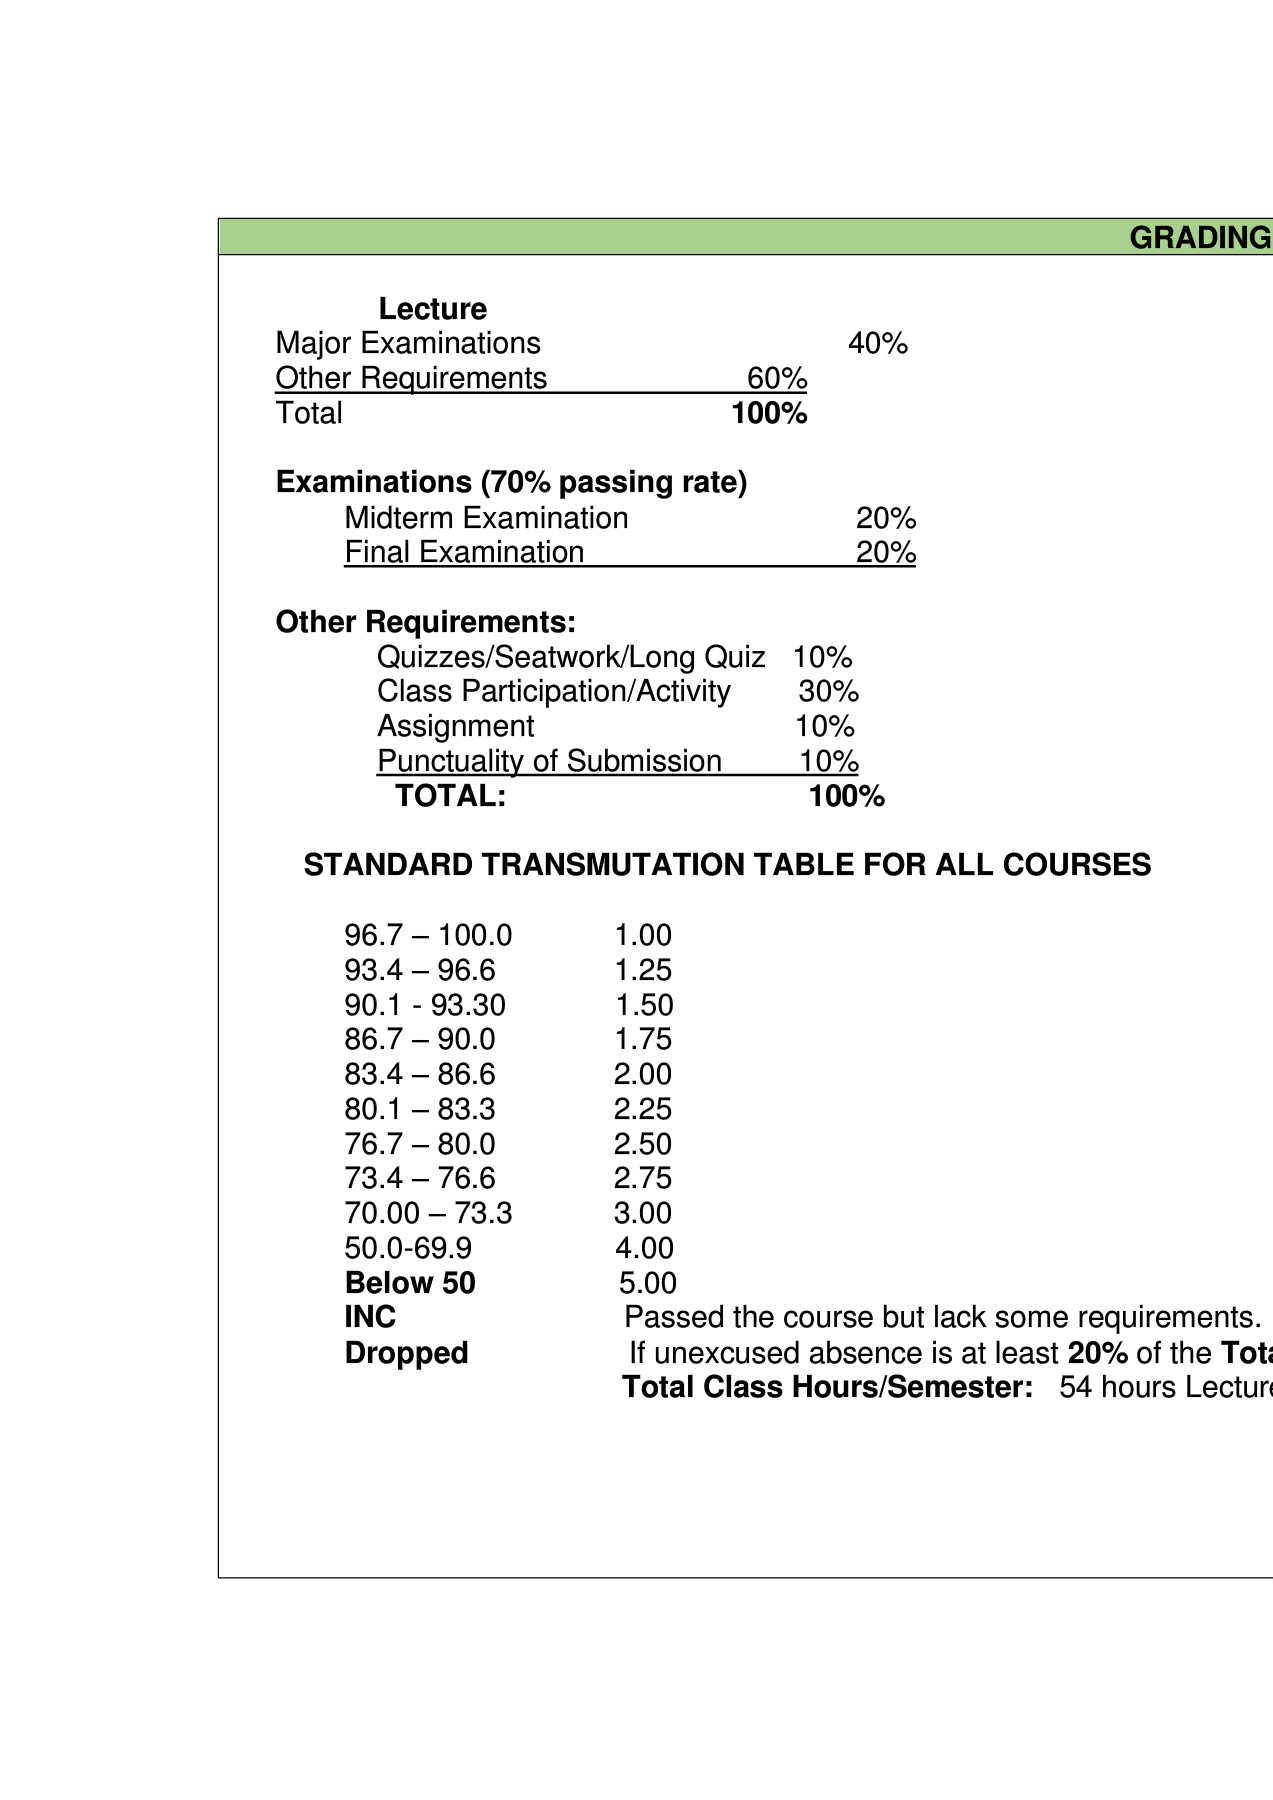 GRADING
Lecture
Major Examinations 40%
Other Requirements 60%
Total 100%
Examinations (70% passing rate)
Midterm Examination 20%
Final Examination 20%
Other Requirements:
Quizzes/Seatwork/Long Quiz 10%
Class Participation/Activity 30%
Assignment 10%
Punctuality of Submission 10%
TOTAL: 100%
STANDARD TRANSMUTATION TABLE FOR ALL COURSES
96.7 – 100.0 1.00
93.4 – 96.6 1.25
90.1 - 93.30 1.50
86.7 – 90.0 1.75
83.4 – 86.6 2.00
80.1 – 83.3 2.25
76.7 – 80.0 2.50
73.4 – 76.6 2.75
70.00 – 73.3 3.00
50.0-69.9 4.00
Below 50 5.00
INC Passed the course but lack some requirements.
Dropped If unexcused absence is at least 20% of the
Total Class Hours/Semester: 54 hours